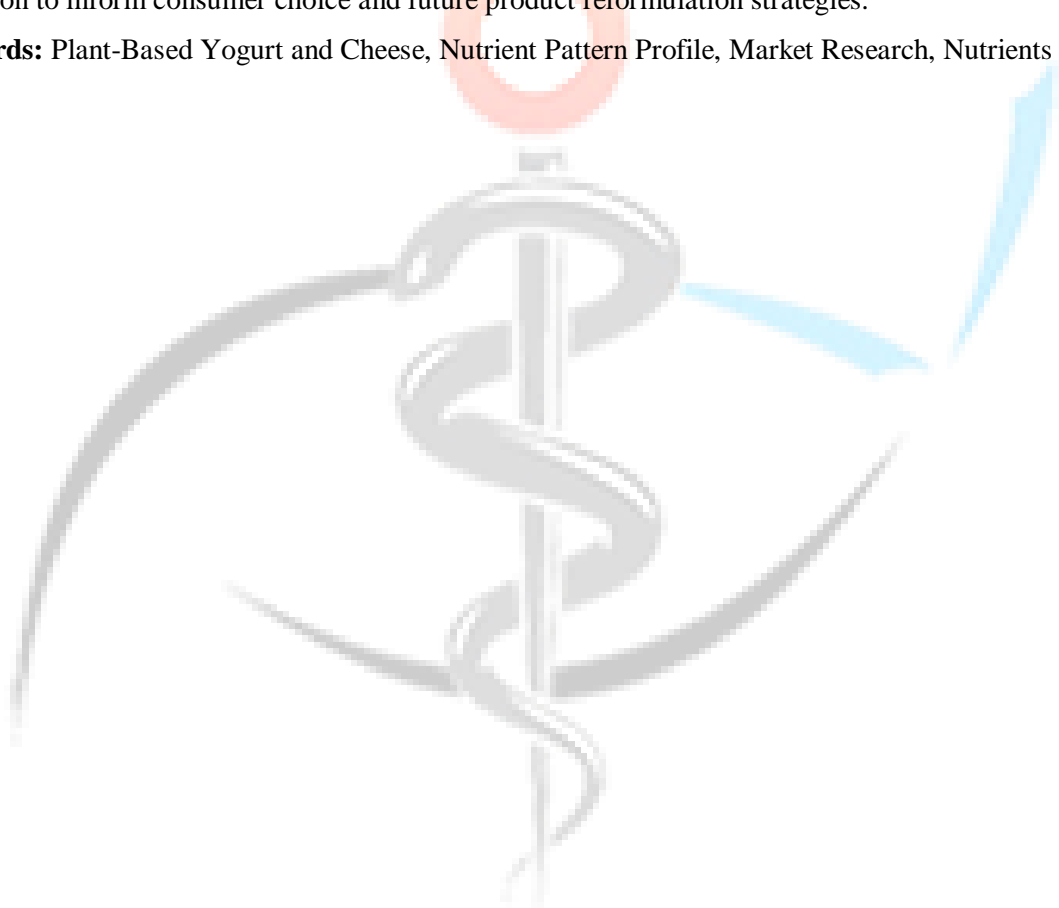 on to inform consumer choice and future product reformulation strategies.
rds: Plant-Based Yogurt and Cheese, Nutrient Pattern Profile, Market Research, Nutrients